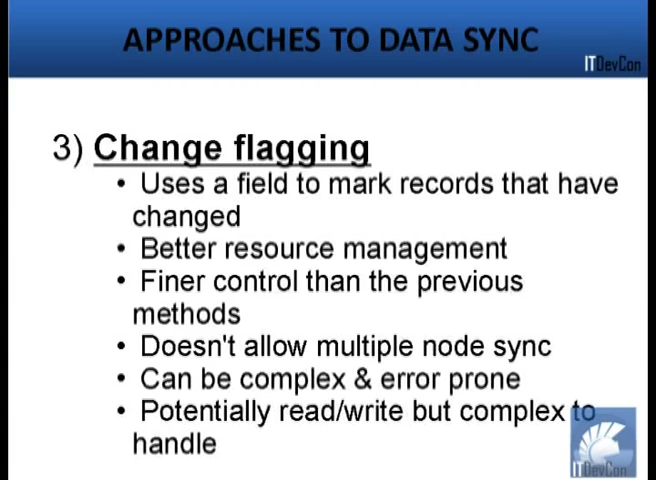 APPROACHES TO DATA SYNC
ITDevCon
3) Change flagging
• Uses a field to mark records that have
changed
• Better resource management
• Finer control than the previous
methods
• Doesn't allow multiple node sync
• Can be complex & error prone
• Potentially read/write but complex to
handle
ITDevCon